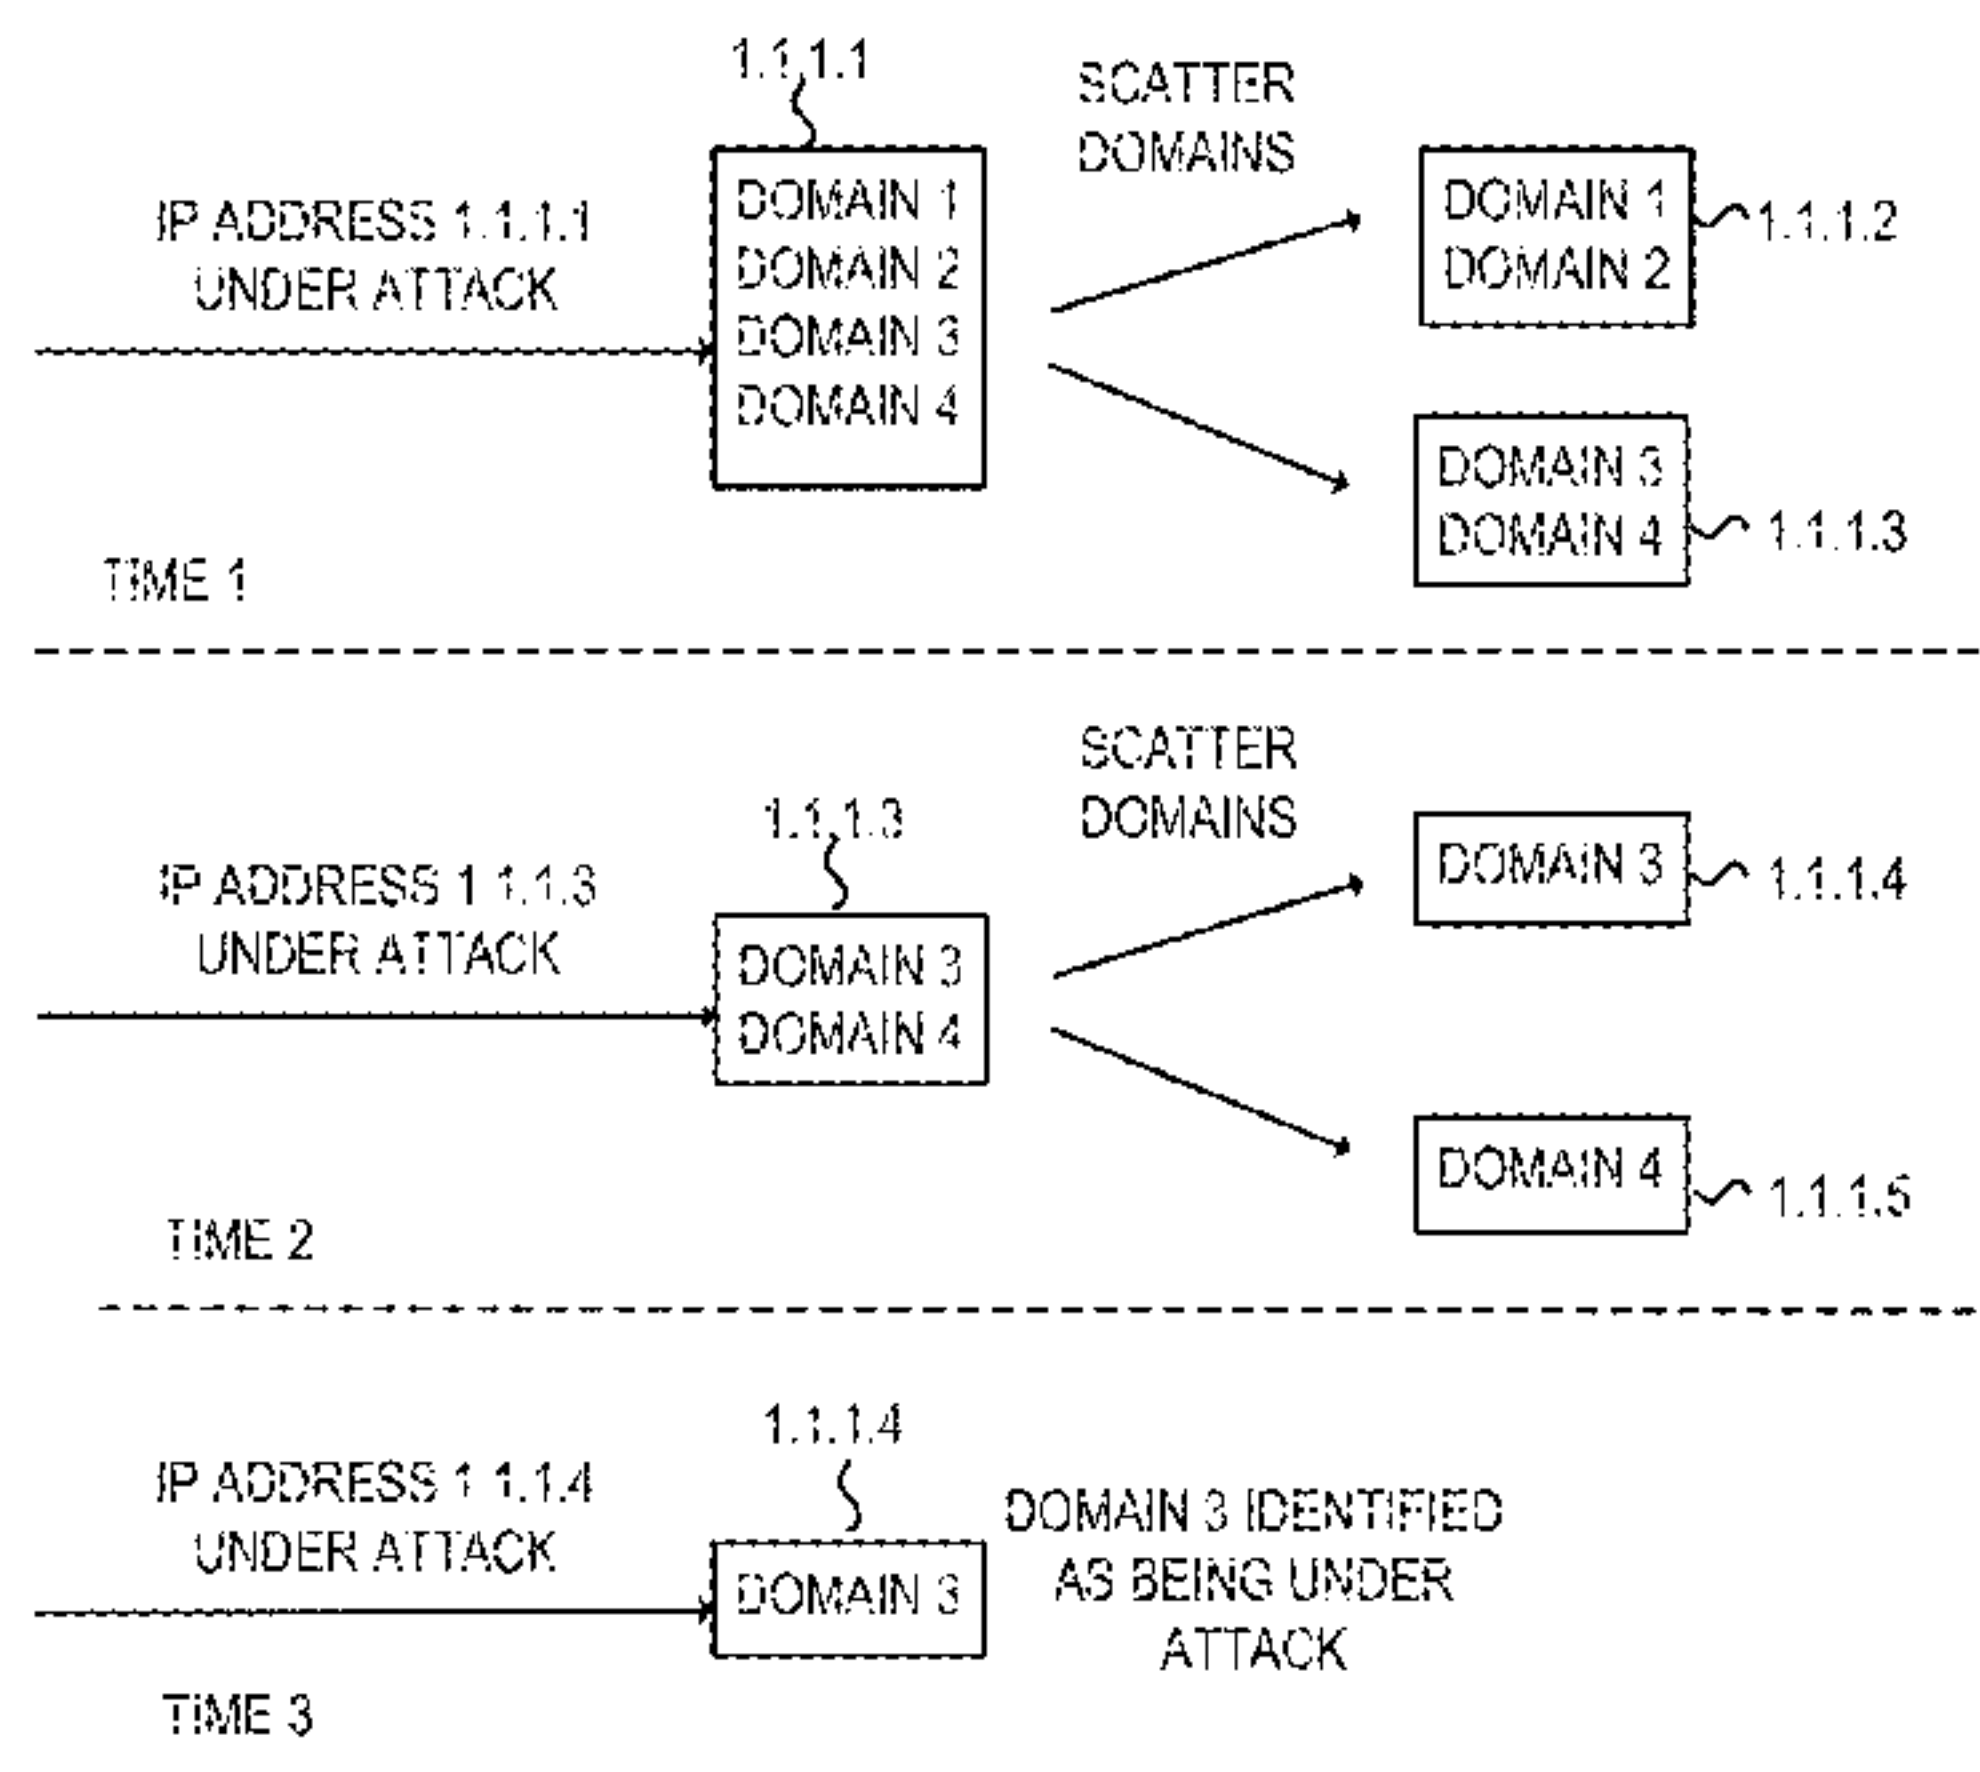 1.1.1.1
SCATTER
DOMAINS
IP ADDRESS 1.1.1.1
UNDER ATTACK
DOMAIN 1
DOMAIN 2
DOMAIN 3
DOMAIN 4
DOMAIN 1
DOMAIN 2
1.1.1.2
DOMAIN 3
DOMAIN 4
1.1.1.3
TIME 1
SCATTER
DOMAINS
1.1.1.3
IP ADDRESS 1 1.1.3
UNDER ATTACK
DOMAIN 3
DOMAIN 4
DOMAIN 3
1.1.1.4
DOMAIN 4
1.1.1.5
TIME 2
1.1.1.4
IP ADDRESS 1 1.1.4
UNDER ATTACK
DOMAIN 3
DOMAIN 3 IDENTIFIED
AS BEING UNDER
ATTACK
TIME 3